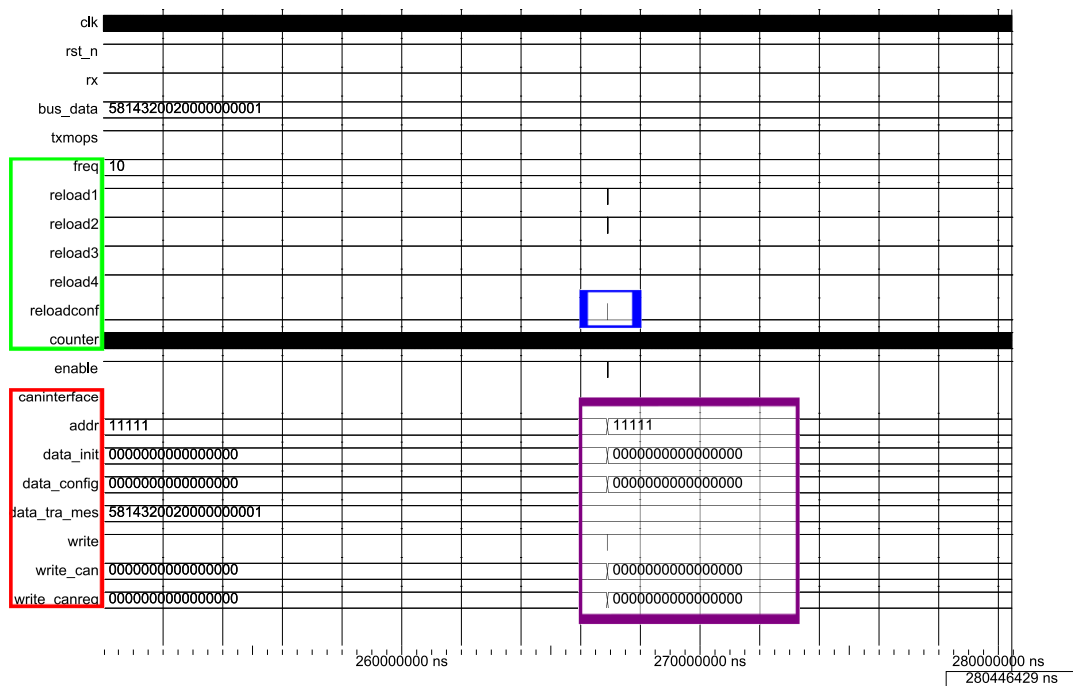 clk
rst_n
rx
bus_data 5814320020000000001
txmops
freq 10
reload1
reload2
reload3
reload4
reloadconf
counter
enable
caninterface
addr 11111 11111
data_init 0000000000000000 0000000000000000
data_config 0000000000000000 0000000000000000
data_tra_mes 5814320020000000001
write
write_can 0000000000000000 0000000000000000
write_canreg 0000000000000000 0000000000000000
260000000 ns 270000000 ns 280000000 ns
280446429 ns